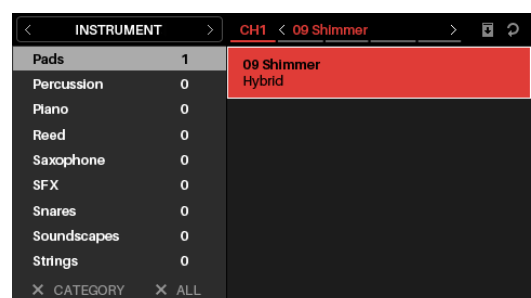 < INSTRUMENT > CH1 < 09 Shimmer >
Pads 1
Percussion 0
Piano 0
Reed 0
Saxophone 0
SFX 0
Snares 0
Soundscapes 0
Strings 0
× CATEGORY × ALL
09 Shimmer
Hybrid